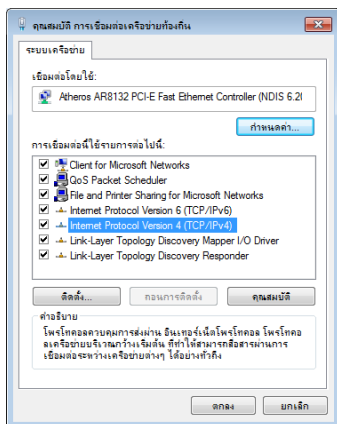 คุณสมบัติ การเชื่อมต่อเครือข่ายท้องถิ่น
ระบบเครือข่าย
เชื่อมต่อโดยใช้:
Atheros AR8132 PCI-E Fast Ethernet Controller (NDIS 6.20
กำหนดค่า...
การเชื่อมต่อนี้ใช้รายการต่อไปนี้:
Client for Microsoft Networks
QoS Packet Scheduler
File and Printer Sharing for Microsoft Networks
Internet Protocol Version 6 (TCP/IPv6)
Internet Protocol Version 4 (TCP/IPv4)
Link-Layer Topology Discovery Mapper I/O Driver
Link-Layer Topology Discovery Responder
ติดตั้ง...
ถอนการติดตั้ง
คุณสมบัติ
คำอธิบาย
โพรโทคอลควบคุมการส่งผ่าน อินเทอร์เน็ตโพรโทคอล โพรโทคอ
ลเครือข่ายบริเวณกว้างเริ่มต้น ที่ทำให้สามารถสื่อสารผ่านการ
เชื่อมต่อระหว่างเครือข่ายต่างๆ ได้อย่างทั่วถึง
ตกลง
ยกเลิก